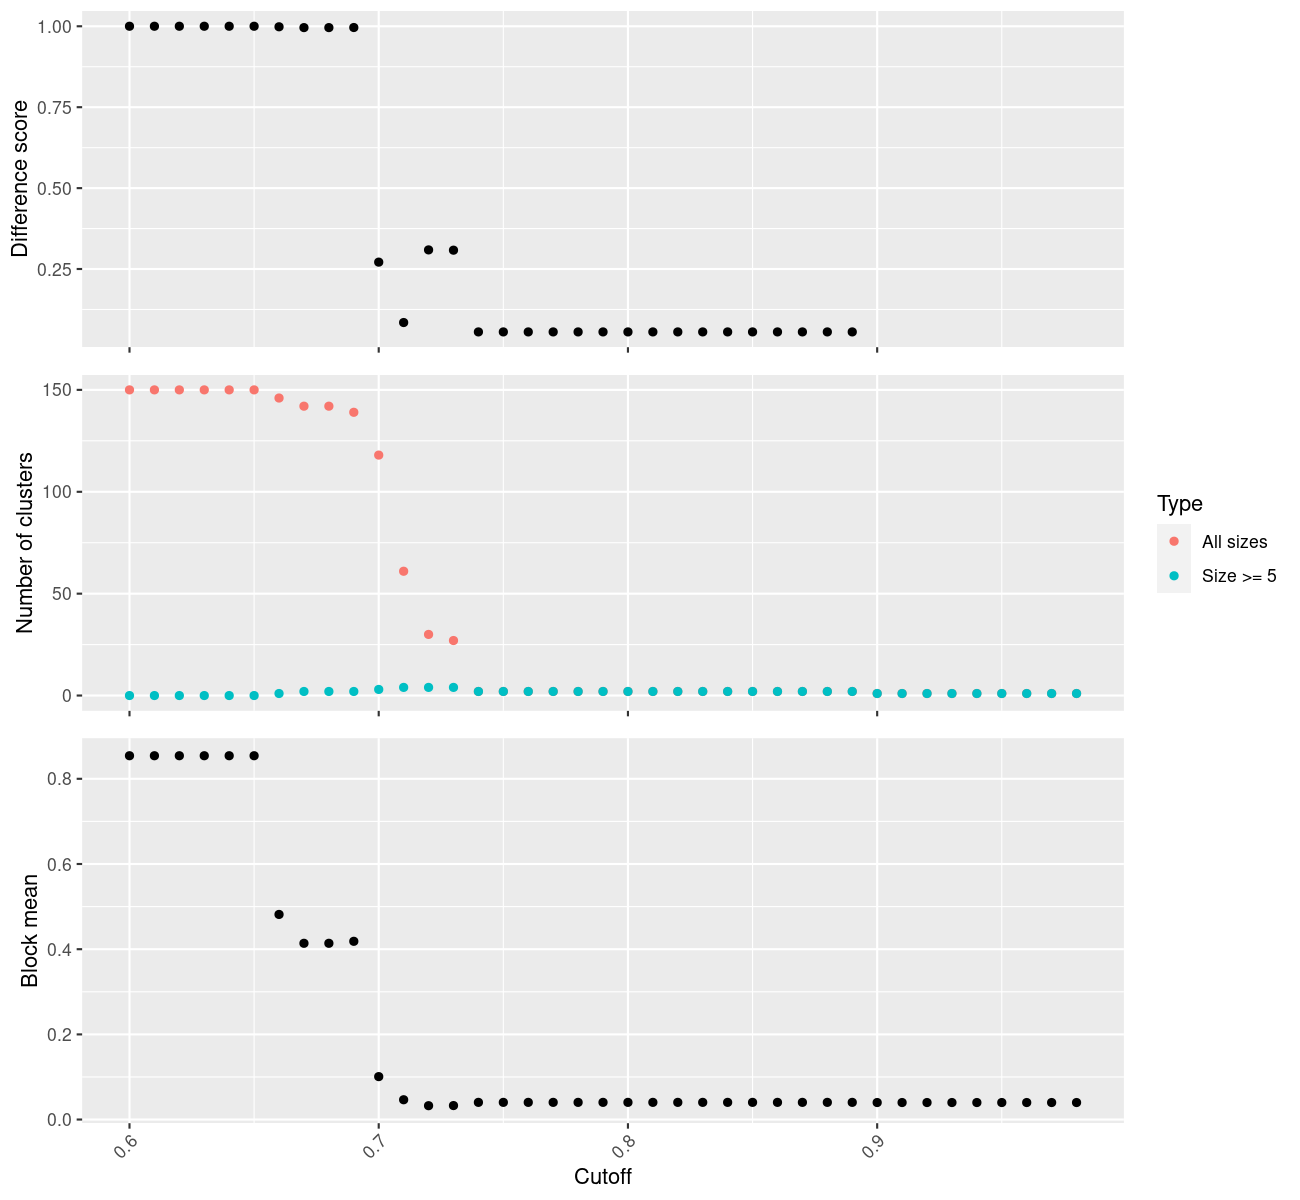 Difference score
1.00
0.75
0.50
0.25
Number of clusters
150
100
50
0
Type
All sizes
Size >= 5
Block mean
0.8
0.6
0.4
0.2
0.0
0.6 0.7 0.8 0.9
Cutoff